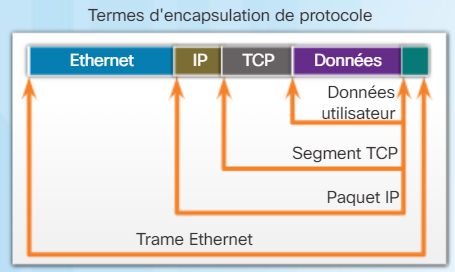 Termes d'encapsulation de protocole
Ethernet IP TCP Données
Données
utilisateur
Segment TCP
Paquet IP
Trame Ethernet